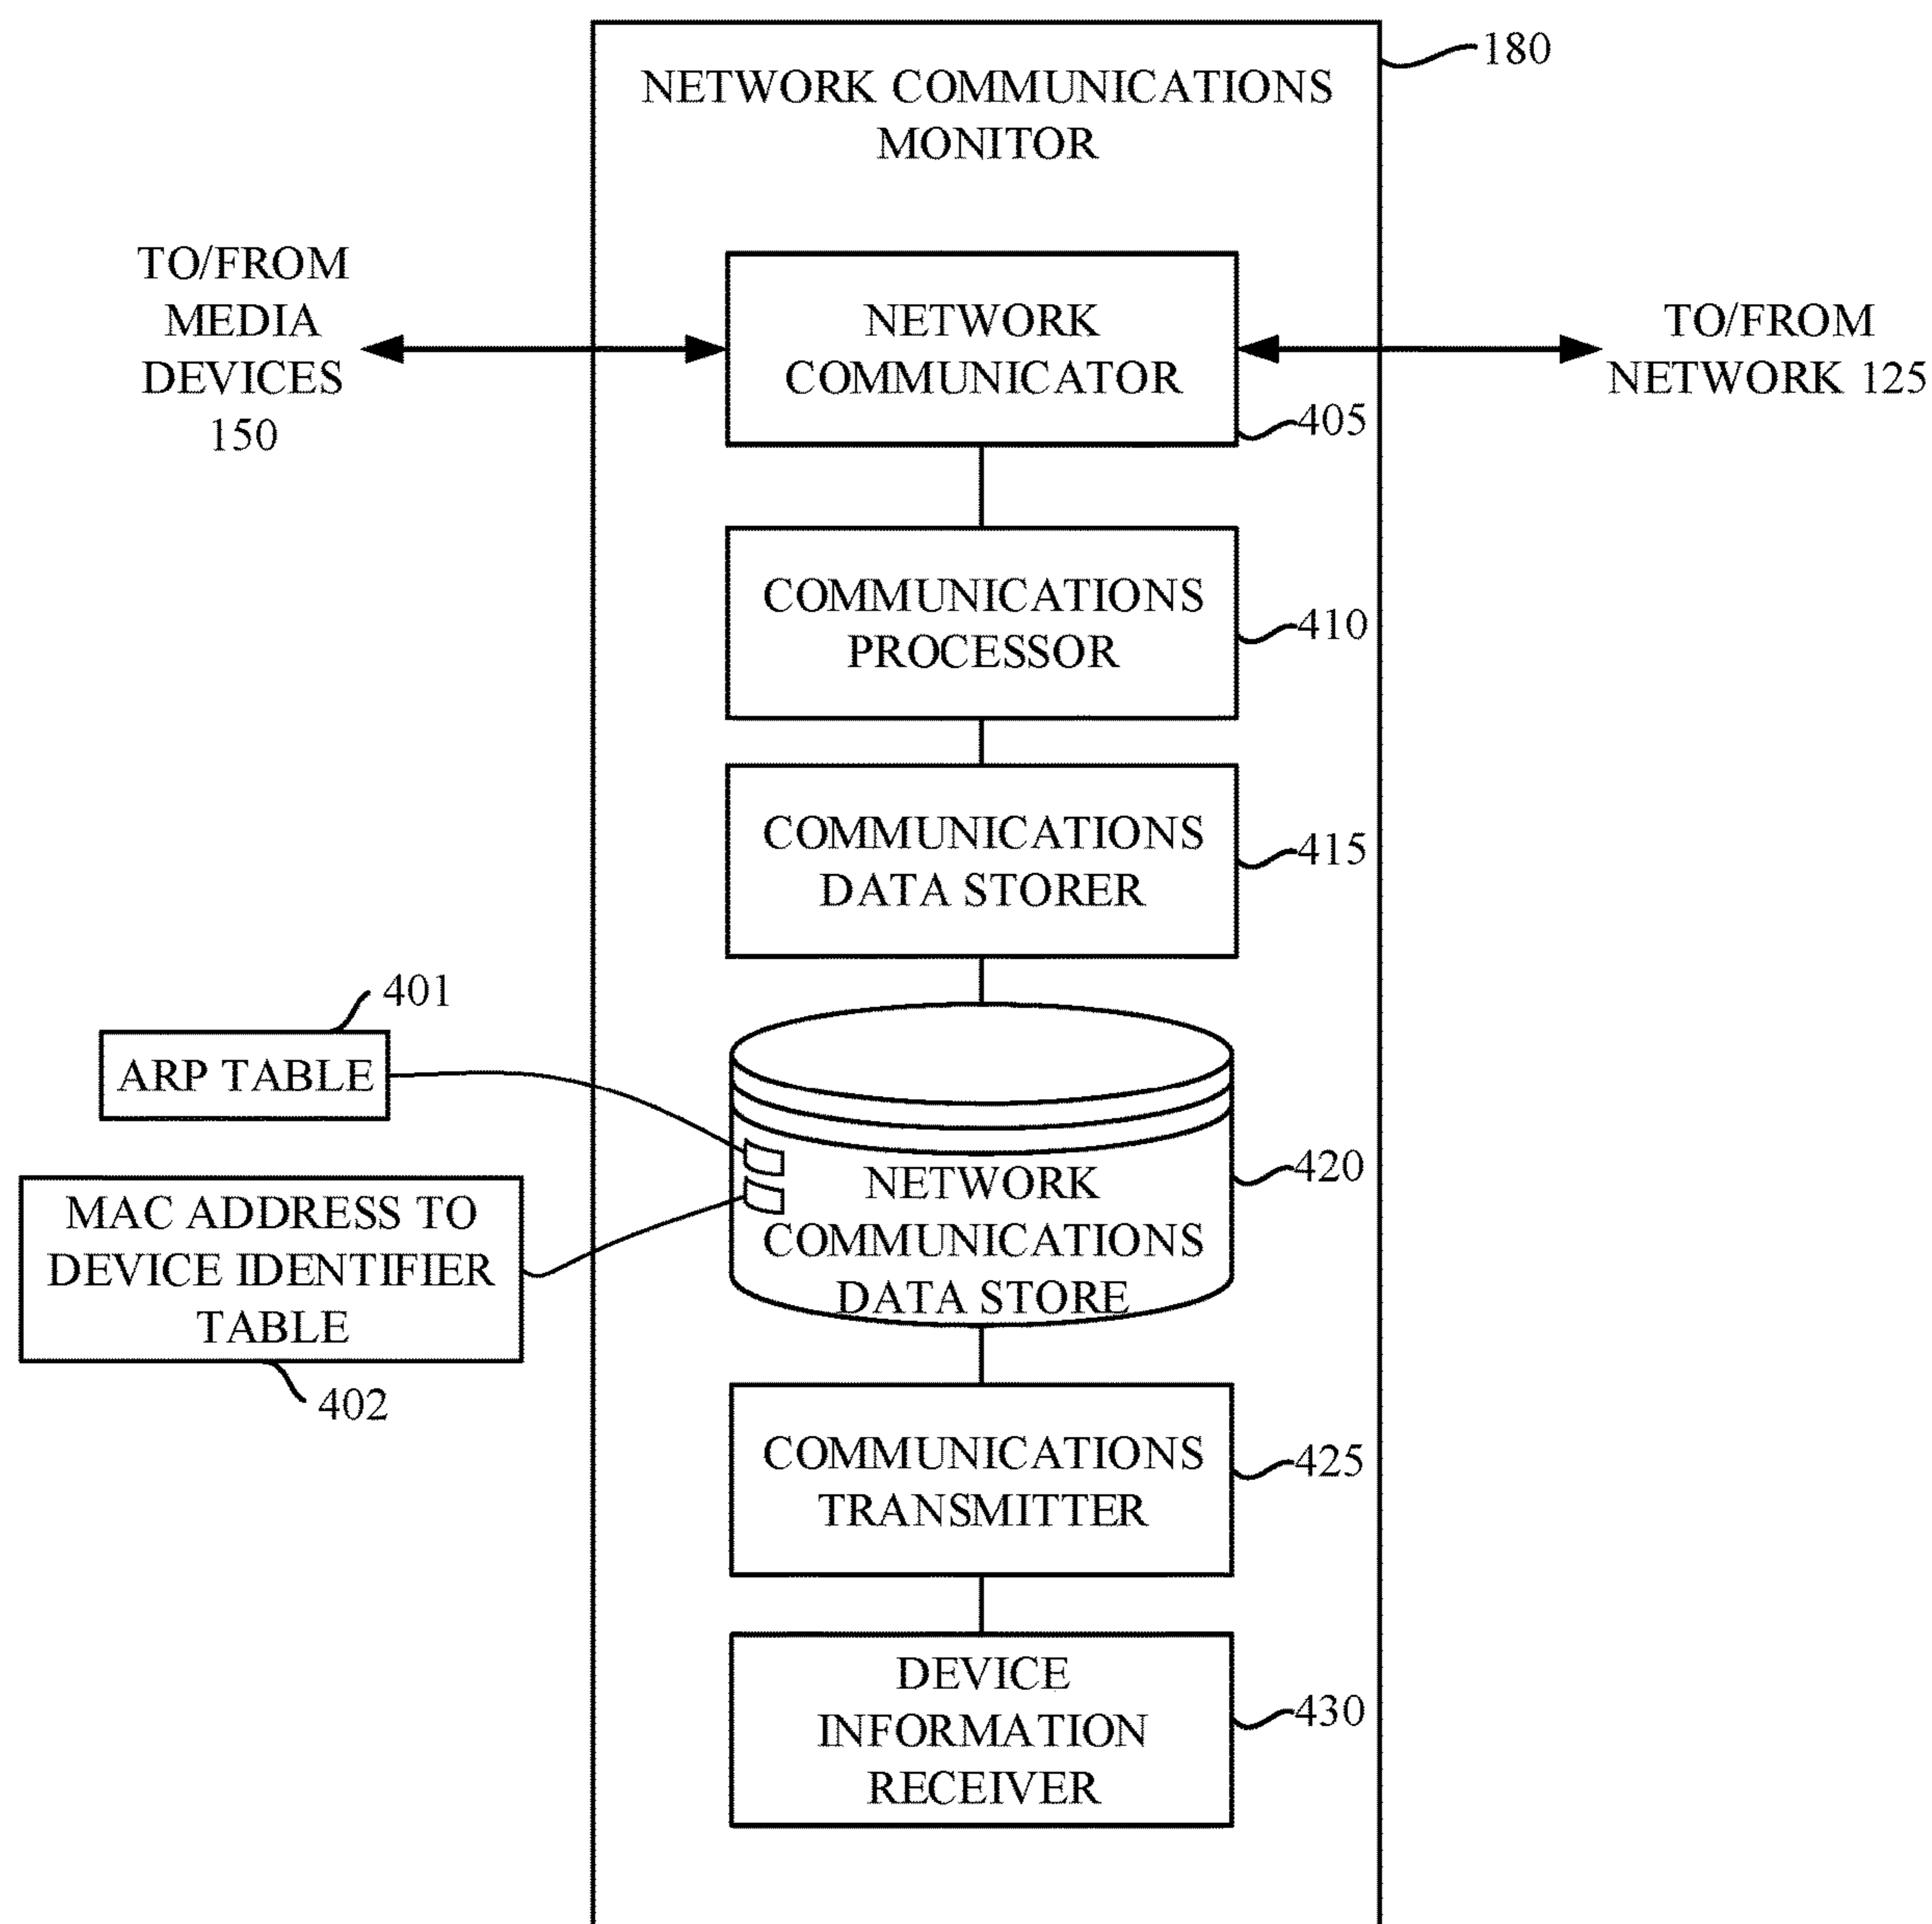 180
NETWORK COMMUNICATIONS
MONITOR
TO/FROM
MEDIA
DEVICES
150
NETWORK
COMMUNICATOR
405
TO/FROM
NETWORK 125
COMMUNICATIONS
PROCESSOR
410
COMMUNICATIONS
DATA STORER
415
401
ARP TABLE
MAC ADDRESS TO
DEVICE IDENTIFIER
TABLE
402
NETWORK
COMMUNICATIONS
DATA STORE
420
COMMUNICATIONS
TRANSMITTER
425
DEVICE
INFORMATION
RECEIVER
430